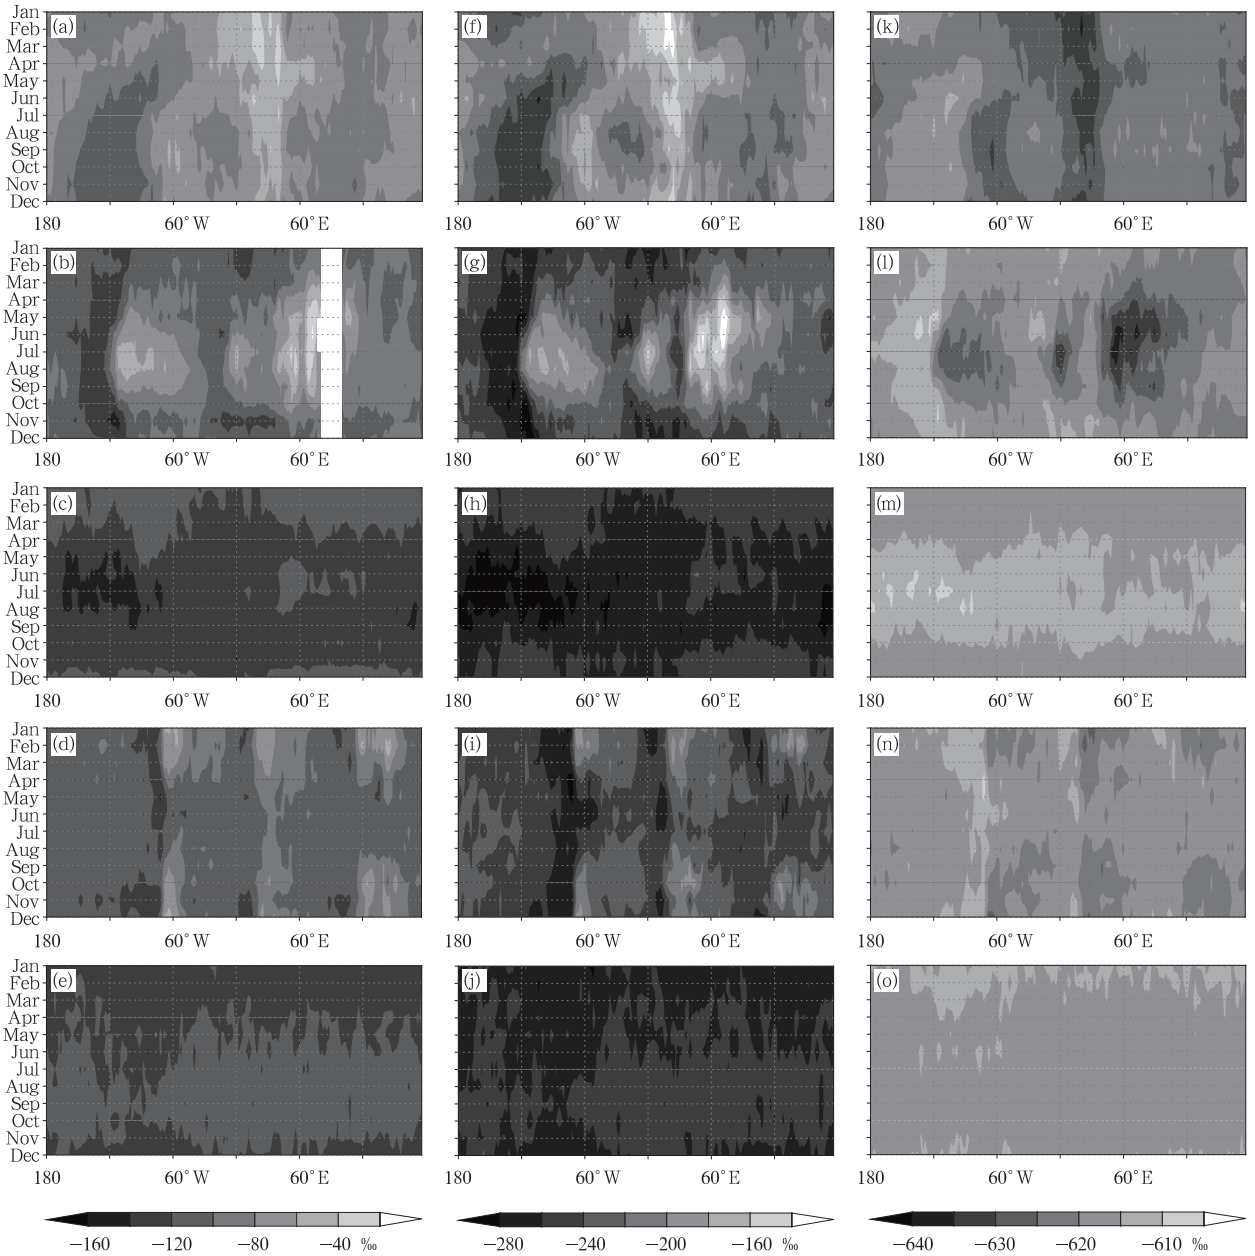 (a) (f) (k)
Jan
Feb
Mar
Apr
May
Jun
Jul
Aug
Sep
Oct
Nov
Dec
180 60°W 60°E 180 60°W 60°E 180 60°W 60°E
(b) (g) (l)
Jan
Feb
Mar
Apr
May
Jun
Jul
Aug
Sep
Oct
Nov
Dec
180 60°W 60°E 180 60°W 60°E 180 60°W 60°E
(c) (h) (m)
Jan
Feb
Mar
Apr
May
Jun
Jul
Aug
Sep
Oct
Nov
Dec
180 60°W 60°E 180 60°W 60°E 180 60°W 60°E
(d) (i) (n)
Jan
Feb
Mar
Apr
May
Jun
Jul
Aug
Sep
Oct
Nov
Dec
180 60°W 60°E 180 60°W 60°E 180 60°W 60°E
(e) (j) (o)
Jan
Feb
Mar
Apr
May
Jun
Jul
Aug
Sep
Oct
Nov
Dec
180 60°W 60°E 180 60°W 60°E 180 60°W 60°E
−160 −120 −80 −40 ‰ −280 −240 −200 −160 ‰ −640 −630 −620 −610 ‰